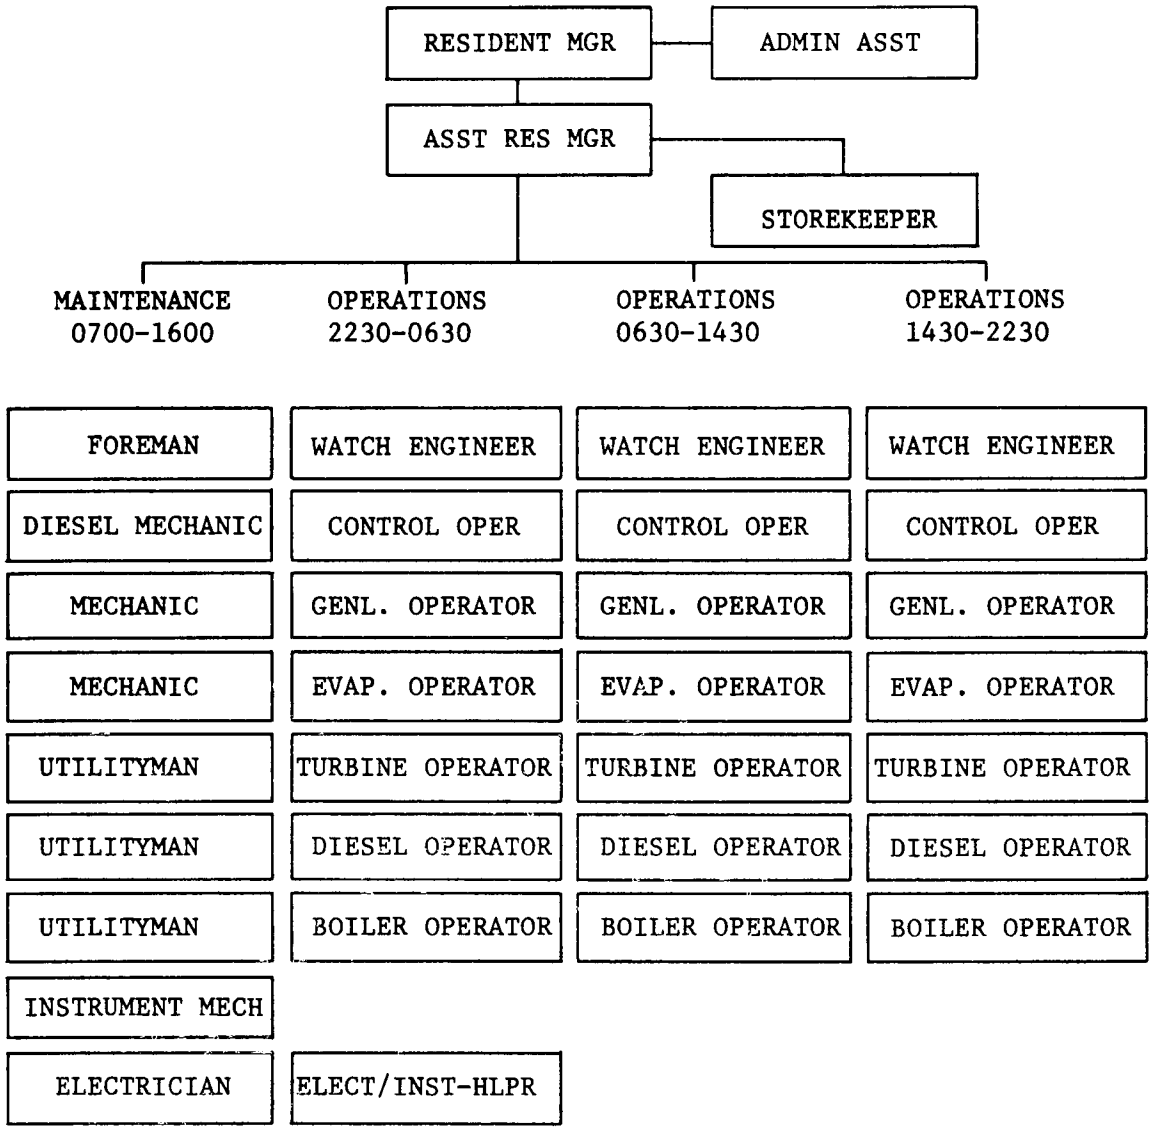 RESIDENT MGR ADMIN ASST
ASST RES MGR
STOREKEEPER
MAINTENANCE OPERATIONS OPERATIONS OPERATIONS
0700-1600 2230-0630 0630-1430 1430-2230
FOREMAN WATCH ENGINEER WATCH ENGINEER WATCH ENGINEER
DIESEL MECHANIC CONTROL OPER CONTROL OPER CONTROL OPER
MECHANIC GENL. OPERATOR GENL. OPERATOR GENL. OPERATOR
MECHANIC EVAP. OPERATOR EVAP. OPERATOR EVAP. OPERATOR
UTILITYMAN TURBINE OPERATOR TURBINE OPERATOR TURBINE OPERATOR
UTILITYMAN DIESEL OPERATOR DIESEL OPERATOR DIESEL OPERATOR
UTILITYMAN BOILER OPERATOR BOILER OPERATOR BOILER OPERATOR
INSTRUMENT MECH
ELECTRICIAN ELECT/INST-HLPR